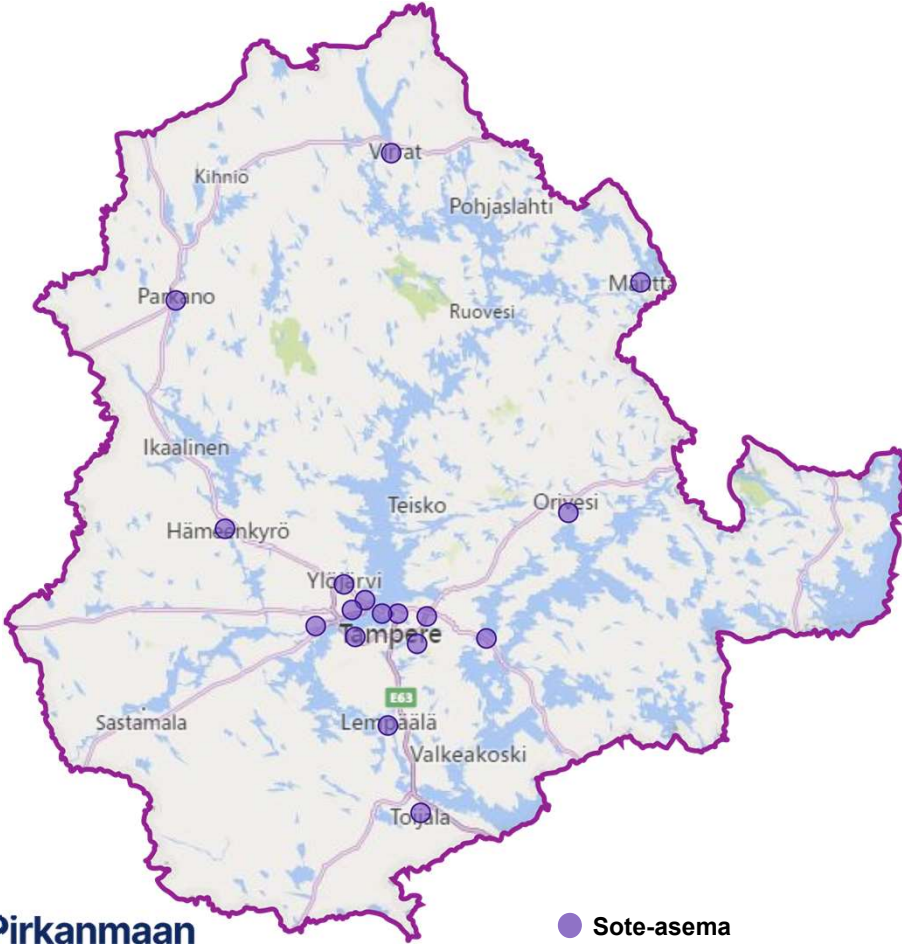 Virrat
Kihniö
Pohjaslahti
Mäntta
Parkano
Ruovesi
Ikaalinen
Teisko
Orivesi
Hämeenkyrö
Ylöjärvi
Tampere
E63
Sastamala
Lempäälä
Valkeakoski
Toijala
Pirkanmaan
Sote-asema